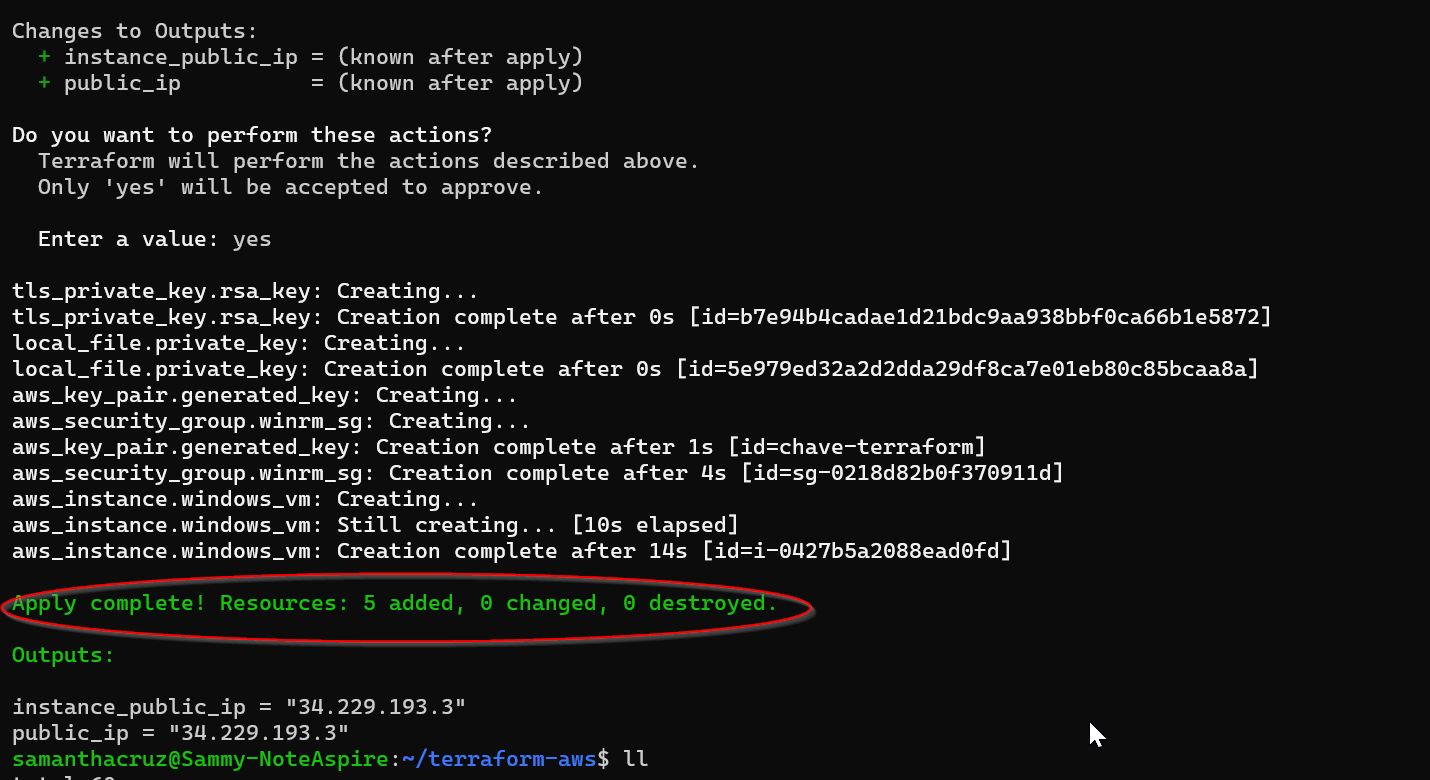 Changes to Outputs:
+ instance_public_ip = (known after apply)
+ public_ip = (known after apply)
Do you want to perform these actions?
Terraform will perform the actions described above.
Only 'yes' will be accepted to approve.
Enter a value: yes
tls_private_key.rsa_key: Creating...
tls_private_key.rsa_key: Creation complete after 0s [id=b7e94b4cadae1d21bdc9aa938bbf0ca66b1e5872]
local_file.private_key: Creating...
local_file.private_key: Creation complete after 0s [id=5e979ed32a2d2dda29df8ca7e01eb80c85bcaa8a]
aws_key_pair.generated_key: Creating...
aws_security_group.winrm_sg: Creating...
aws_key_pair.generated_key: Creation complete after 1s [id=chave-terraform]
aws_security_group.winrm_sg: Creation complete after 4s [id=sg-0218d82b0f370911d]
aws_instance.windows_vm: Creating...
aws_instance.windows_vm: Still creating... [10s elapsed]
aws_instance.windows_vm: Creation complete after 14s [id=i-0427b5a2088ead0fd]
Apply complete! Resources: 5 added, 0 changed, 0 destroyed.
Outputs:
instance_public_ip = "34.229.193.3"
public_ip = "34.229.193.3"
samanthacruz@Sammy-NoteAspire:~/terraform-aws$ ll